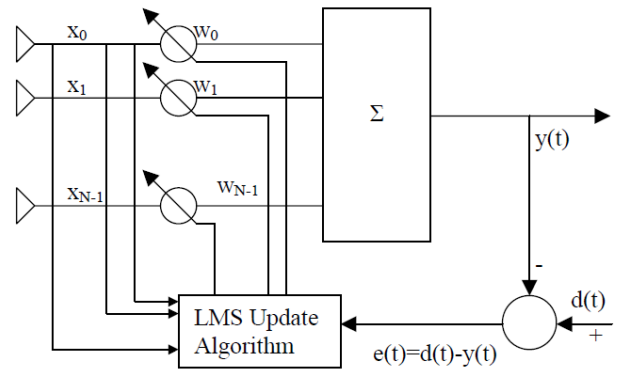 x₀
w₀
x₁
w₁
Σ
y(t)
xN-1
wN-1
-
d(t)
+
LMS Update
Algorithm
e(t)=d(t)-y(t)